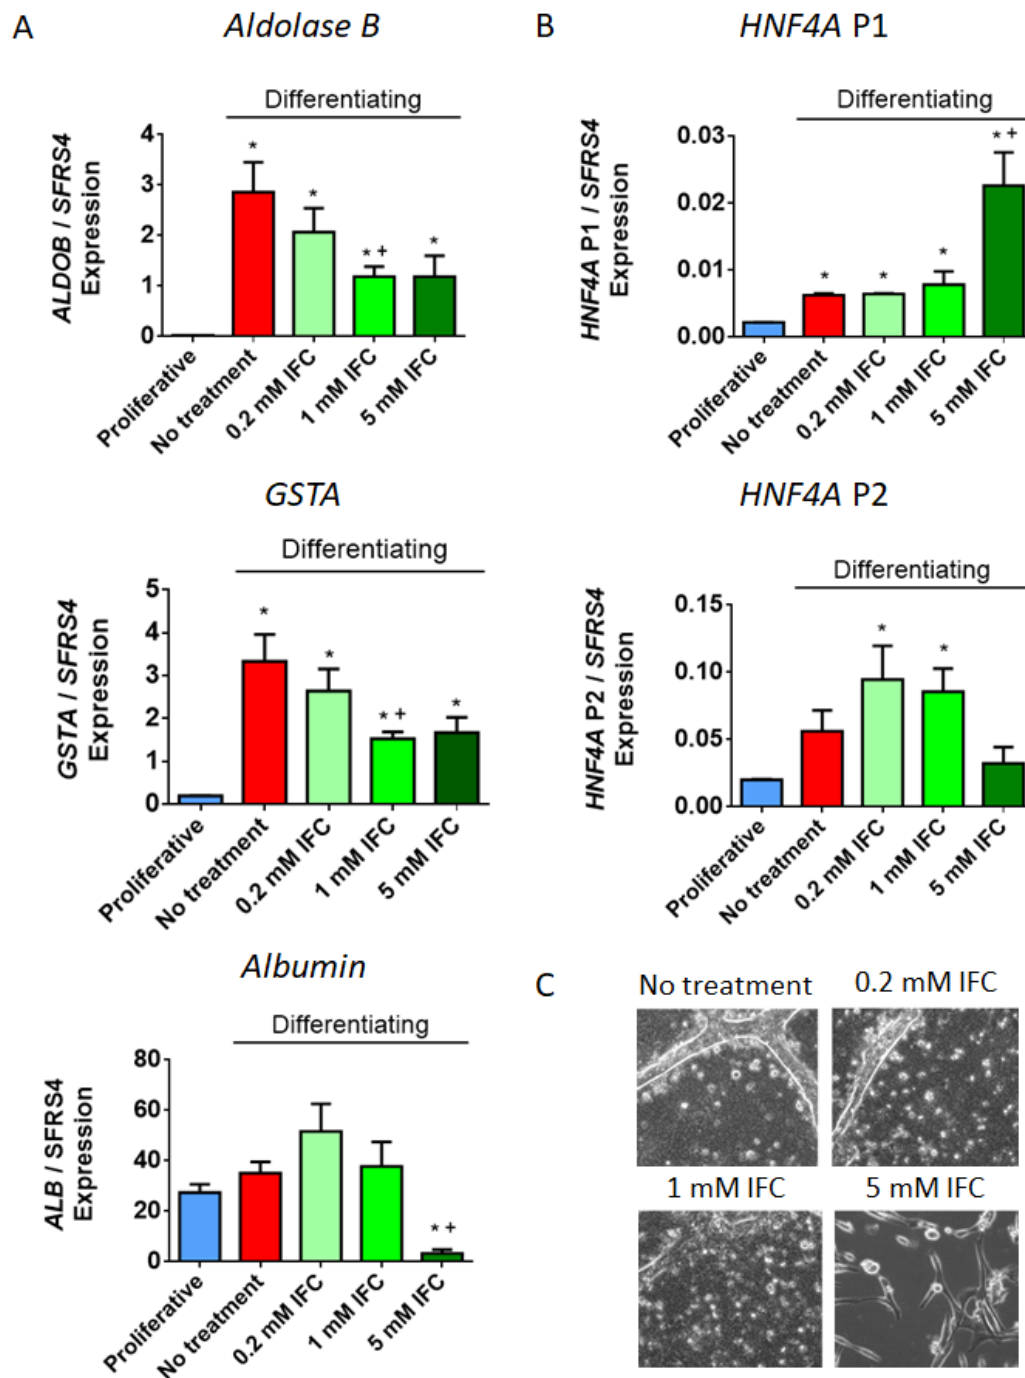 A
Aldolase B
Differentiating
ALDOB / SFRS4
Expression
4
3
2
1
0
*
*
* +
*
Proliferative
No treatment
0.2 mM IFC
1 mM IFC
5 mM IFC
GSTA
Differentiating
GSTA / SFRS4
Expression
5
4
3
2
1
0
*
*
* +
*
Proliferative
No treatment
0.2 mM IFC
1 mM IFC
5 mM IFC
Albumin
Differentiating
ALB / SFRS4
Expression
80
60
40
20
0
* +
Proliferative
No treatment
0.2 mM IFC
1 mM IFC
5 mM IFC
B
HNF4A P1
Differentiating
HNF4A P1 / SFRS4
Expression
0.03
0.02
0.01
0.00
*
*
*
* +
Proliferative
No treatment
0.2 mM IFC
1 mM IFC
5 mM IFC
HNF4A P2
Differentiating
HNF4A P2 / SFRS4
Expression
0.15
0.10
0.05
0.00
*
*
Proliferative
No treatment
0.2 mM IFC
1 mM IFC
5 mM IFC
C
No treatment
0.2 mM IFC
1 mM IFC
5 mM IFC